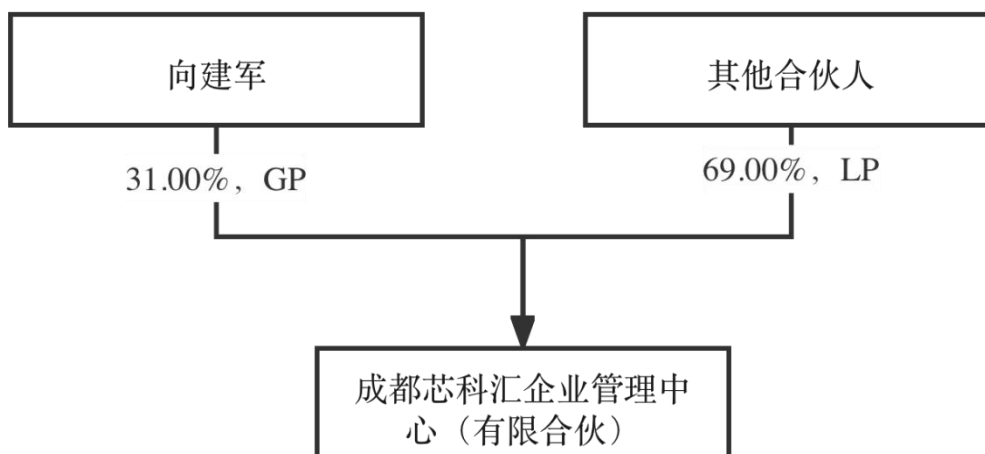 向建军
其他合伙人
31.00%，GP
69.00%，LP
成都芯科汇企业管理中
心（有限合伙）